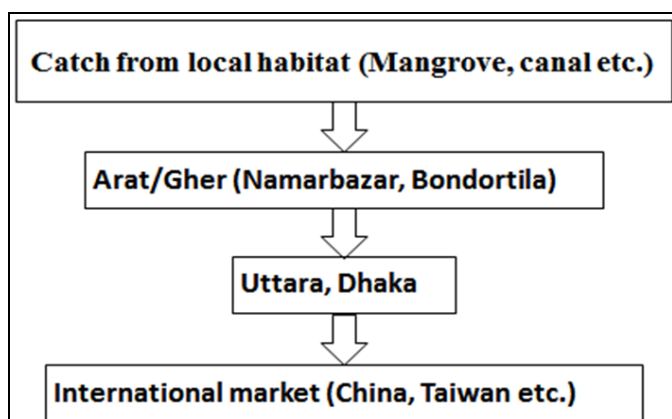 Catch from local habitat (Mangrove, canal etc.)
Arat/Gher (Namarbazar, Bondortila)
Uttara, Dhaka
International market (China, Taiwan etc.)